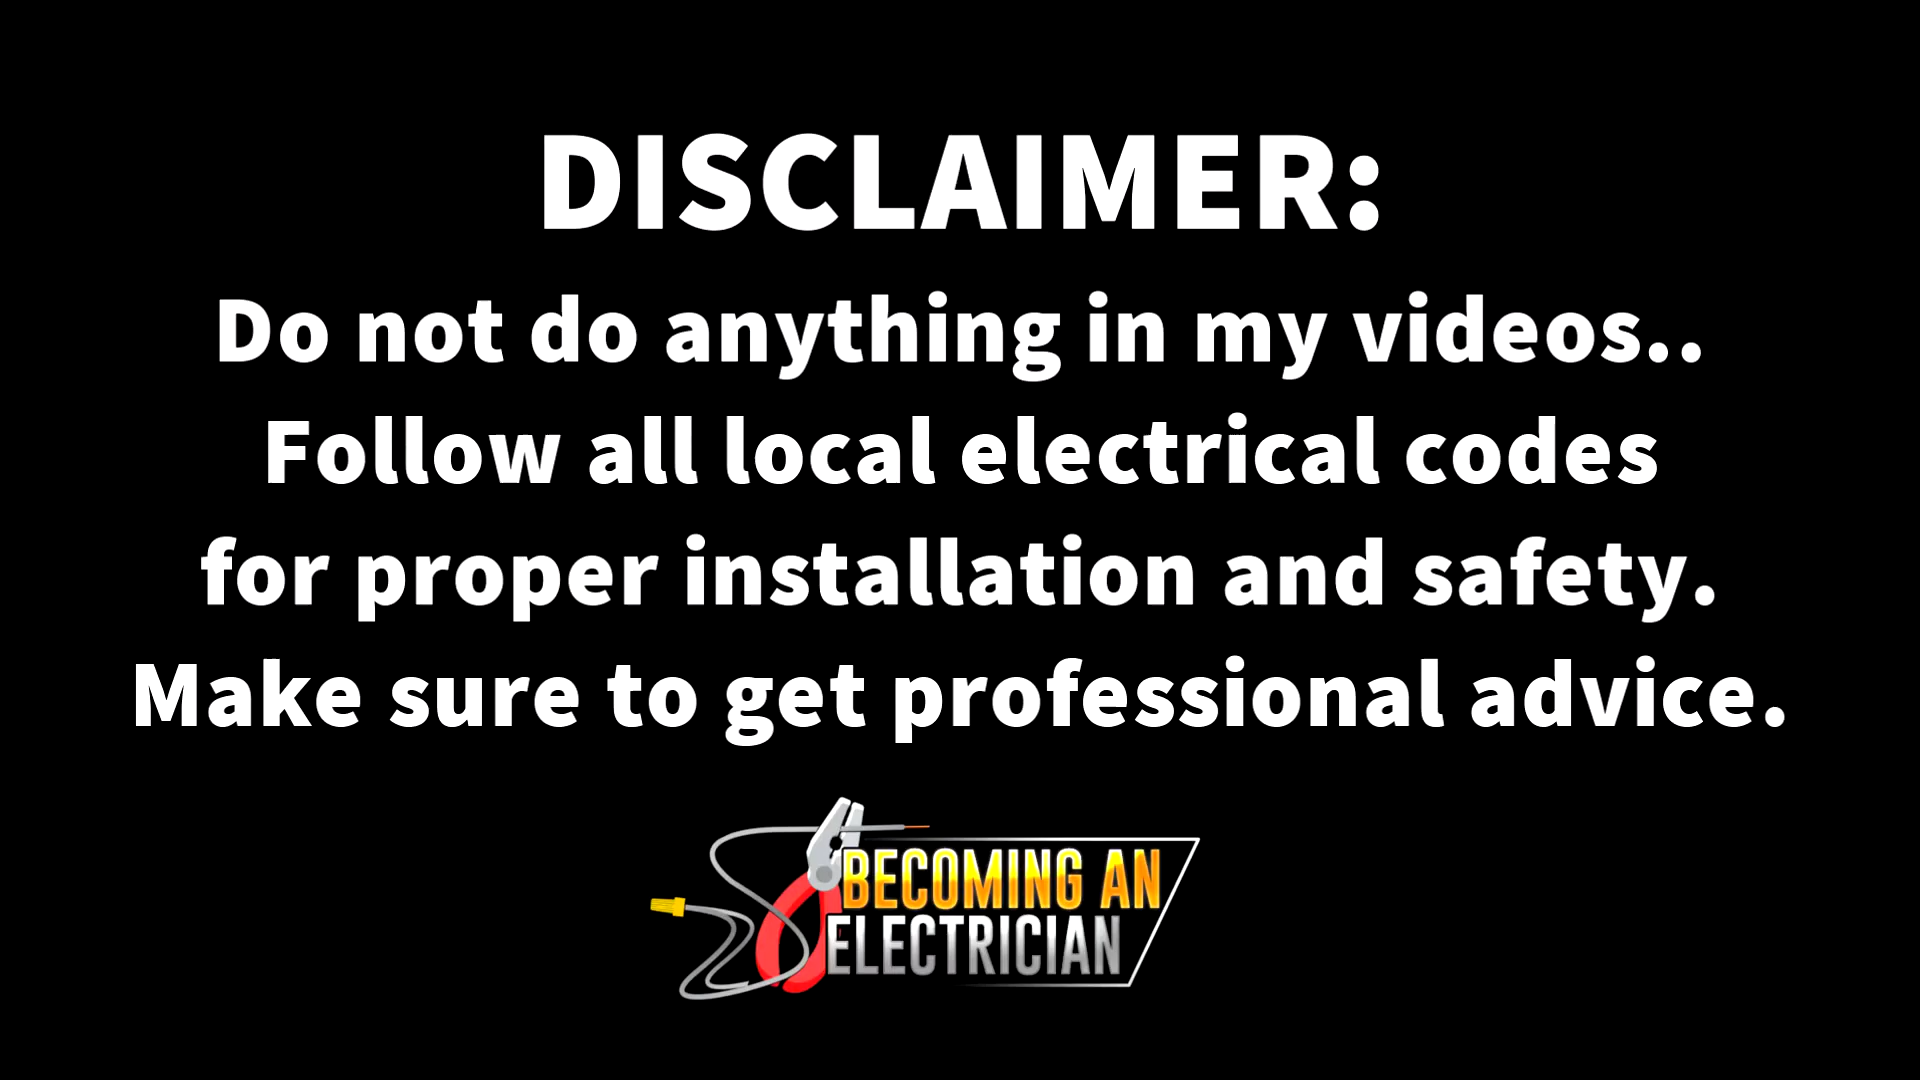 DISCLAIMER:
Do not do anything in my videos..
Follow all local electrical codes
for proper installation and safety.
Make sure to get professional advice.
BECOMING AN
ELECTRICIAN